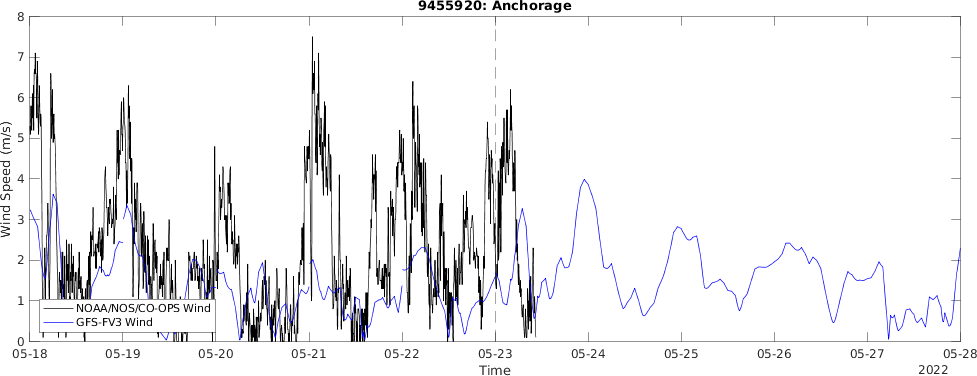 9455920: Anchorage
8
7
6
5
4
3
2
1
0
Wind Speed (m/s)
NOAA/NOS/CO-OPS Wind
GFS-FV3 Wind
05-18 05-19 05-20 05-21 05-22 05-23 05-24 05-25 05-26 05-27 05-28
Time
2022